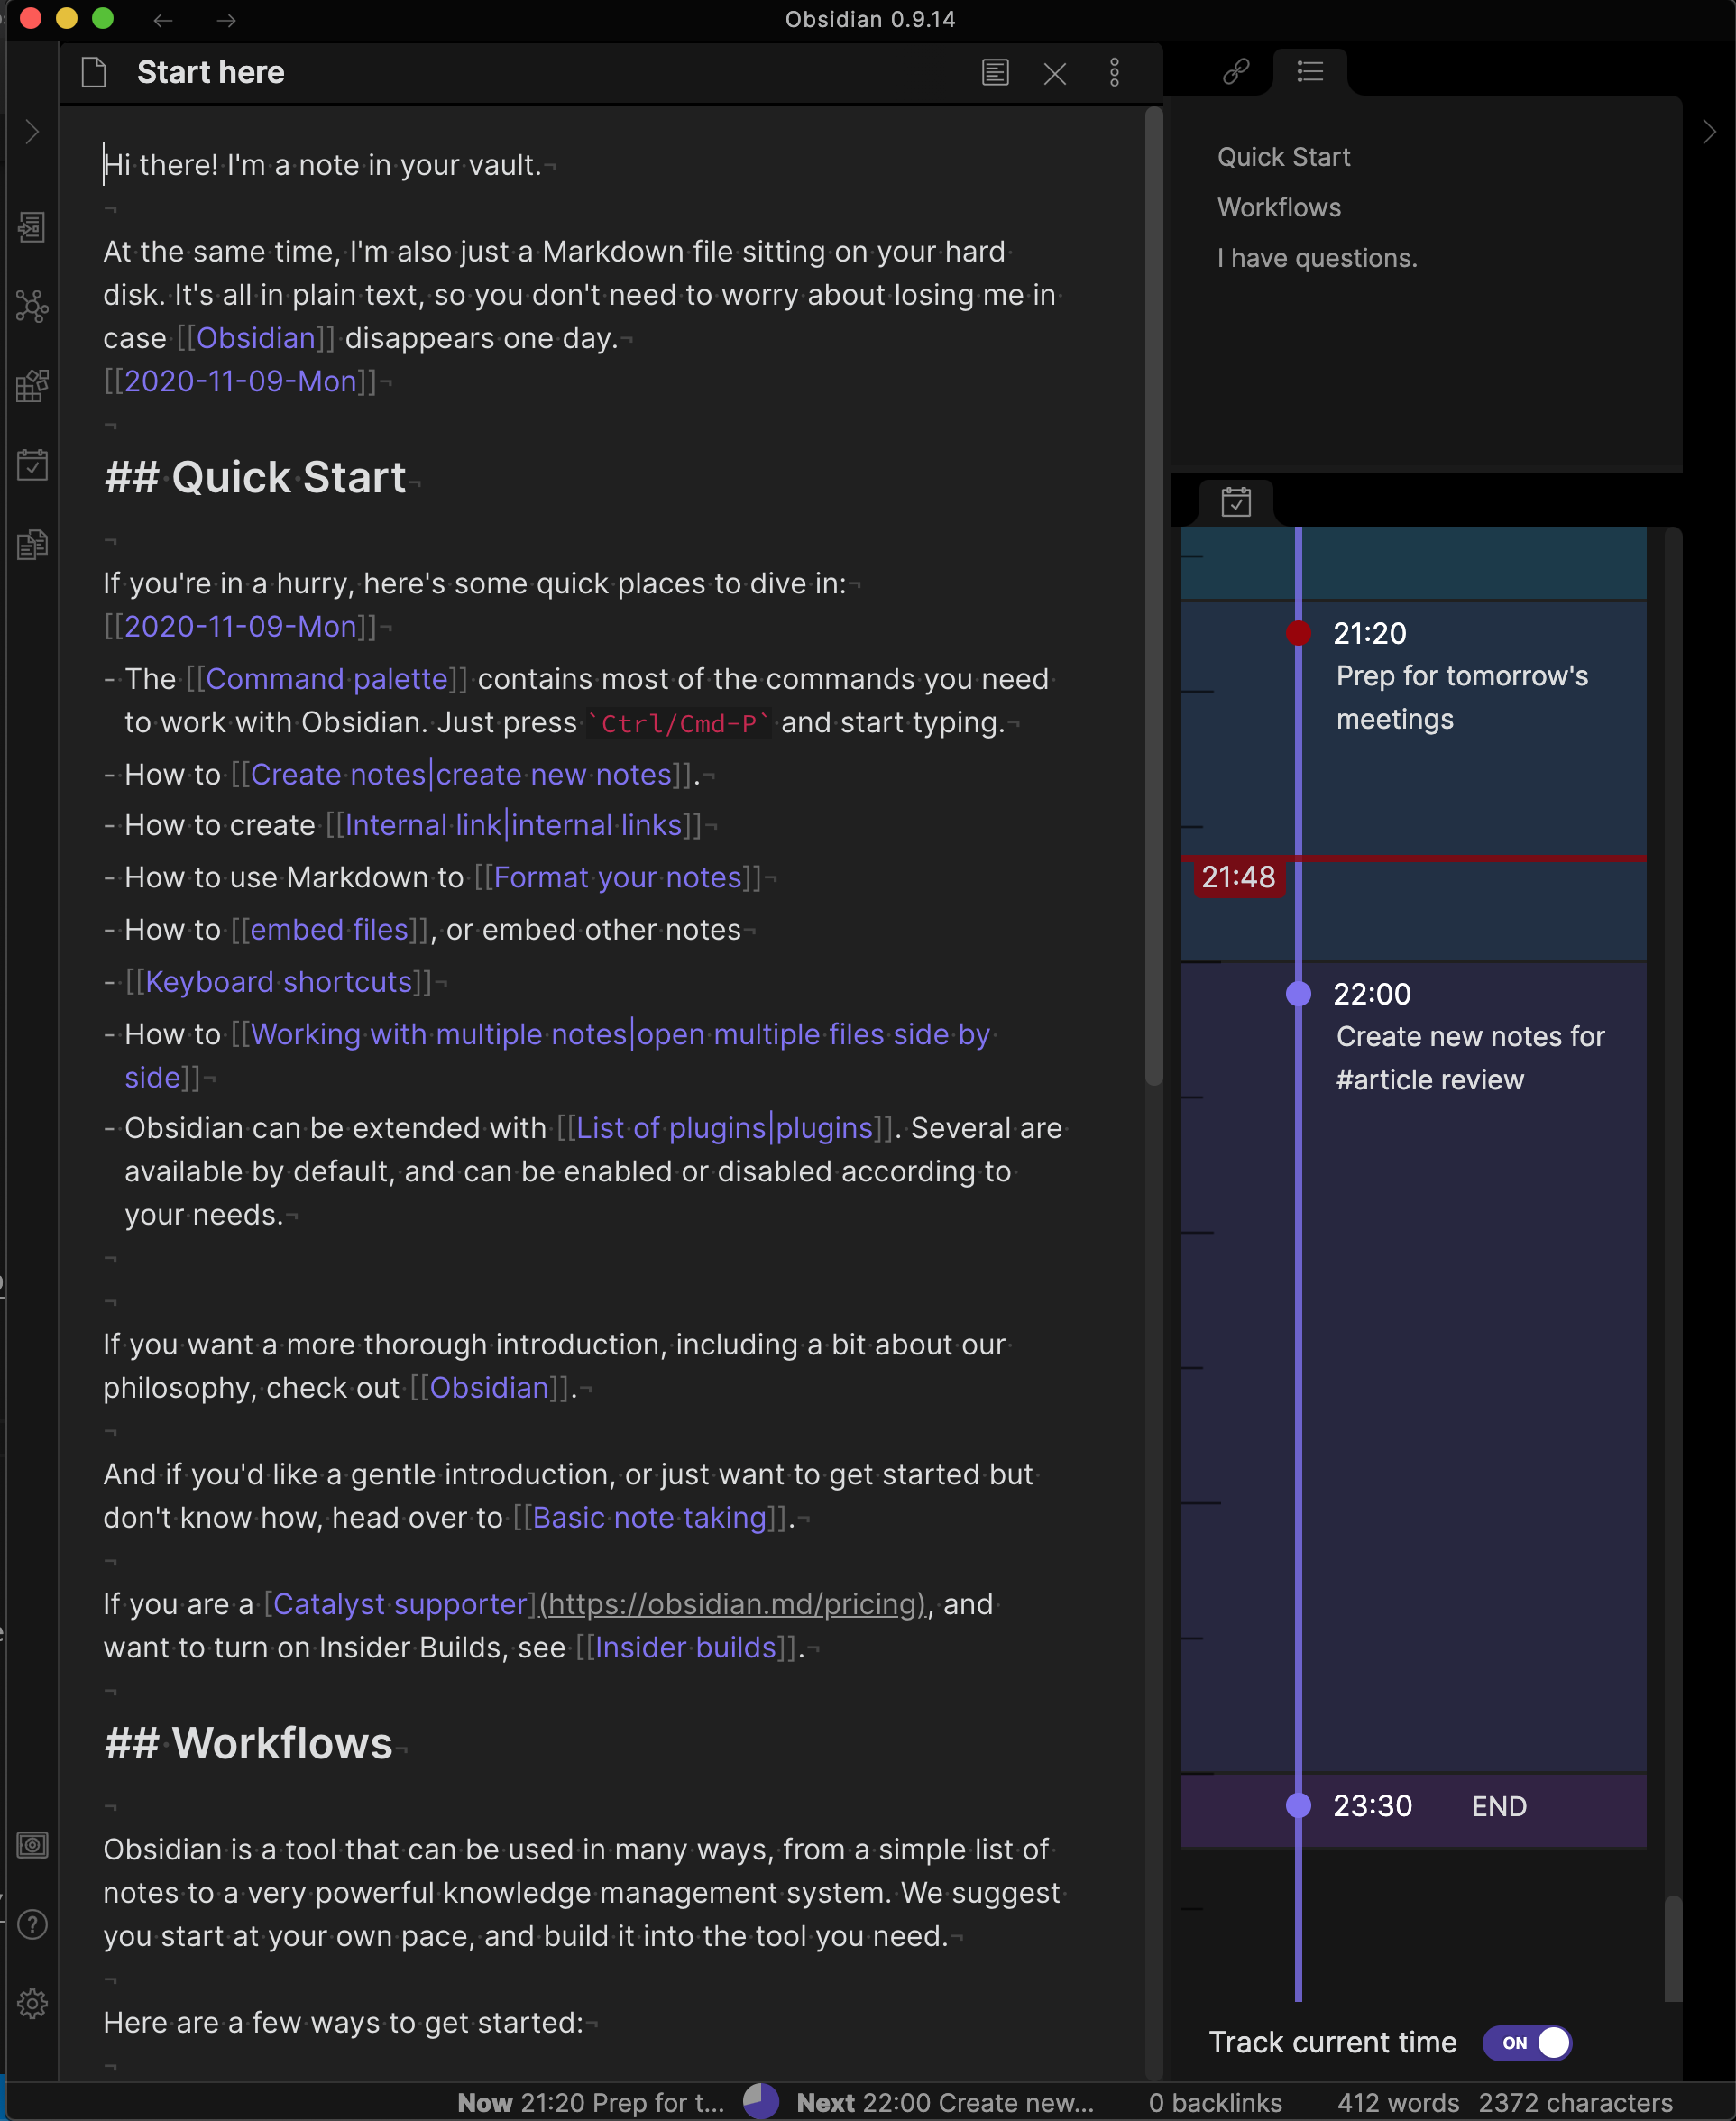 Obsidian 0.9.14
Start here
Hi there! I'm a note in your vault.
At the same time, I'm also just a Markdown file sitting on your hard
disk. It's all in plain text, so you don't need to worry about losing me in
case [[Obsidian]] disappears one day.
[[2020-11-09-Mon]]
## Quick Start
If you're in a hurry, here's some quick places to dive in:
[[2020-11-09-Mon]]
- The [[Command palette]] contains most of the commands you need
to work with Obsidian. Just press `Ctrl/Cmd-P` and start typing.
- How to [[Create notes|create new notes]].
- How to create [[Internal link|internal links]]
- How to use Markdown to [[Format your notes]]
- How to [[embed files]], or embed other notes
- [[Keyboard shortcuts]]
- How to [[Working with multiple notes|open multiple files side by
side]]
- Obsidian can be extended with [[List of plugins|plugins]]. Several are
available by default, and can be enabled or disabled according to
your needs.
If you want a more thorough introduction, including a bit about our
philosophy, check out [[Obsidian]].
And if you'd like a gentle introduction, or just want to get started but
don't know how, head over to [[Basic note taking]].
If you are a [Catalyst supporter](https://obsidian.md/pricing), and
want to turn on Insider Builds, see [[Insider builds]].
## Workflows
Obsidian is a tool that can be used in many ways, from a simple list of
notes to a very powerful knowledge management system. We suggest
you start at your own pace, and build it into the tool you need.
Here are a few ways to get started:
Quick Start
Workflows
I have questions.
21:20
Prep for tomorrow's
meetings
21:48
22:00
Create new notes for
#article review
23:30 END
Track current time ON
Now 21:20 Prep for t... Next 22:00 Create new... 0 backlinks 412 words 2372 characters